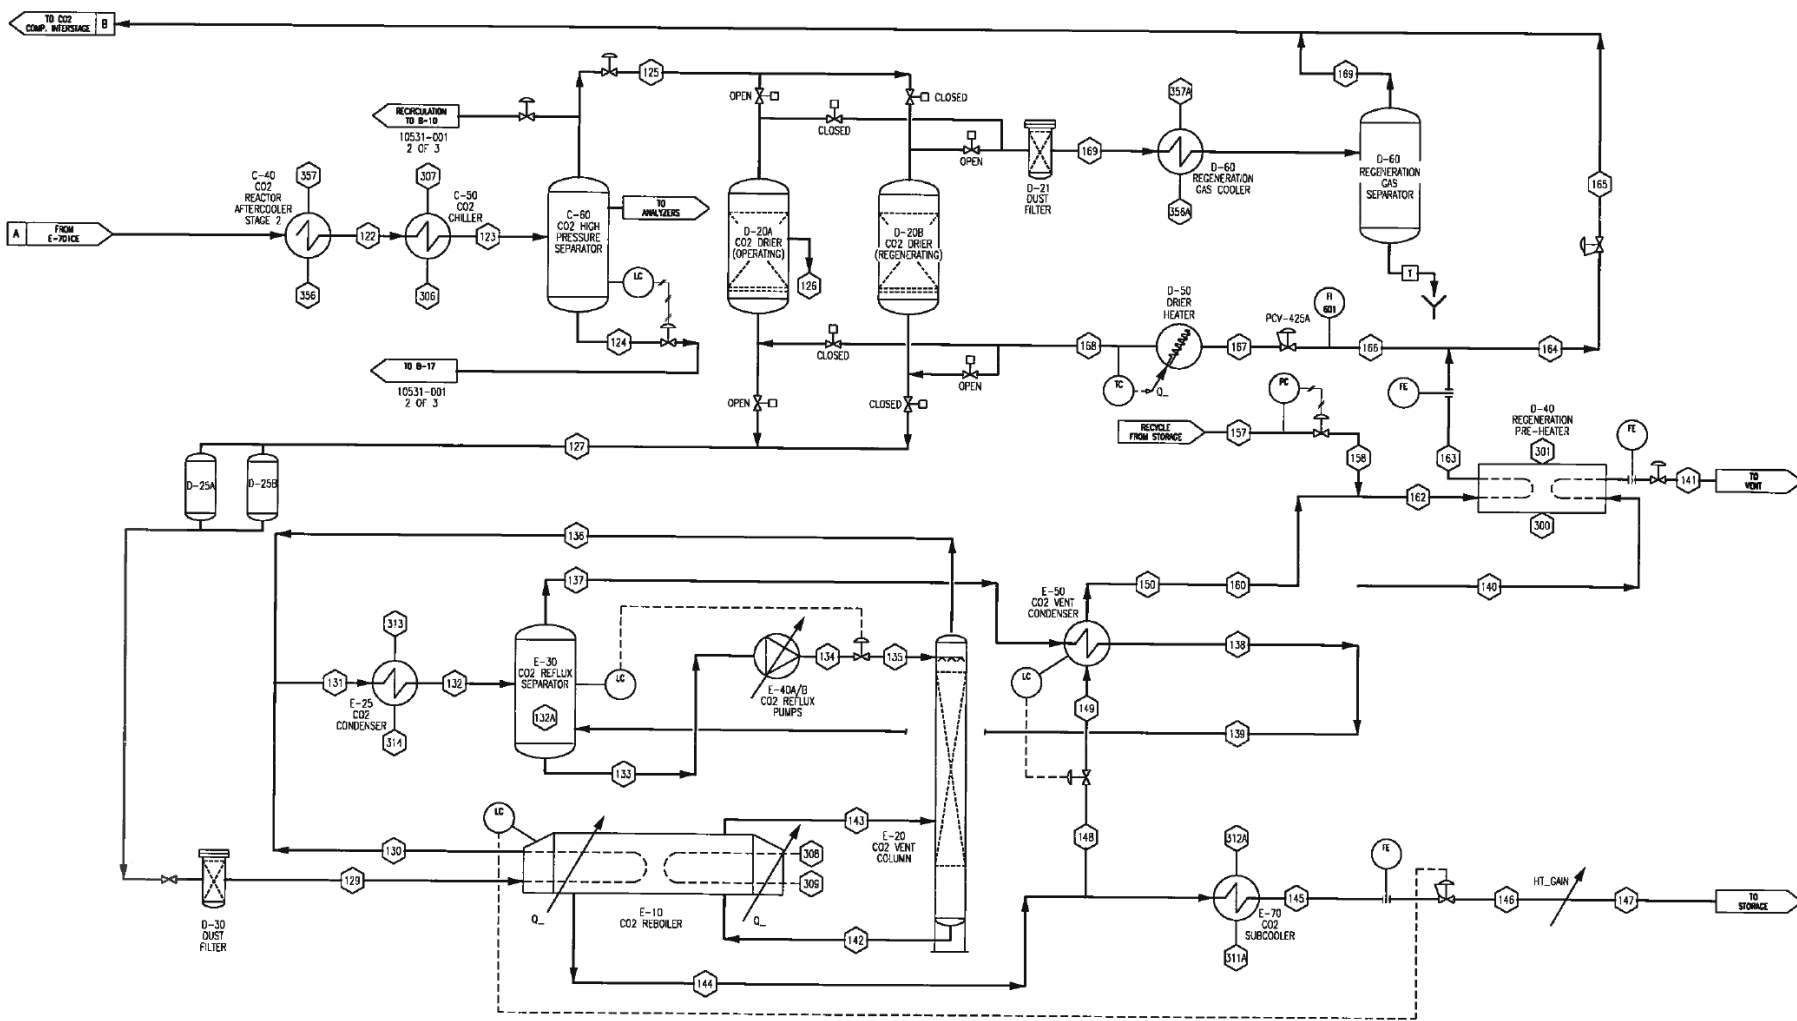 TO CO2
COMP. INTERSTAGE
B
125
RECIRCULATION
TO B-10
10531-001
2 OF 3
OPEN
CLOSED
CLOSED
OPEN
169
357A
169
D-60
REGENERATION
GAS COOLER
356A
D-21
DUST
FILTER
D-60
REGENERATION
GAS
SEPARATOR
165
T
A
FROM
E-701CE
357
C-40
CO2
REACTOR
AFTERCOOLER
STAGE 2
356
122
307
C-50
CO2
CHILLER
306
123
C-60
CO2 HIGH
PRESSURE
SEPARATOR
TO
ANALYZERS
LC
124
TO B-17
10531-001
2 OF 3
D-20A
CO2 DRIER
(OPERATING)
126
D-20B
CO2 DRIER
(REGENERATING)
CLOSED
OPEN
OPEN
CLOSED
168
D-50
DRIER
HEATER
TC
Q_
167
PCV-425A
FI
601
166
164
PC
FE
RECYCLE
FROM STORAGE
157
158
163
D-40
REGENERATION
PRE-HEATER
301
300
FE
141
TO
VENT
162
127
D-25A
D-25B
136
137
150
160
140
E-50
CO2 VENT
CONDENSER
138
LC
149
139
148
313
131
132
E-25
CO2
CONDENSER
314
E-30
CO2 REFLUX
SEPARATOR
132A
LC
133
134
135
E-40A/B
CO2 REFLUX
PUMPS
LC
130
129
D-30
DUST
FILTER
143
E-20
CO2 VENT
COLUMN
308
309
Q_
E-10
CO2 REBOILER
Q_
142
144
312A
E-70
CO2
SUBCOOLER
311A
145
FE
146
HT_GAIN
147
TO
STORAGE